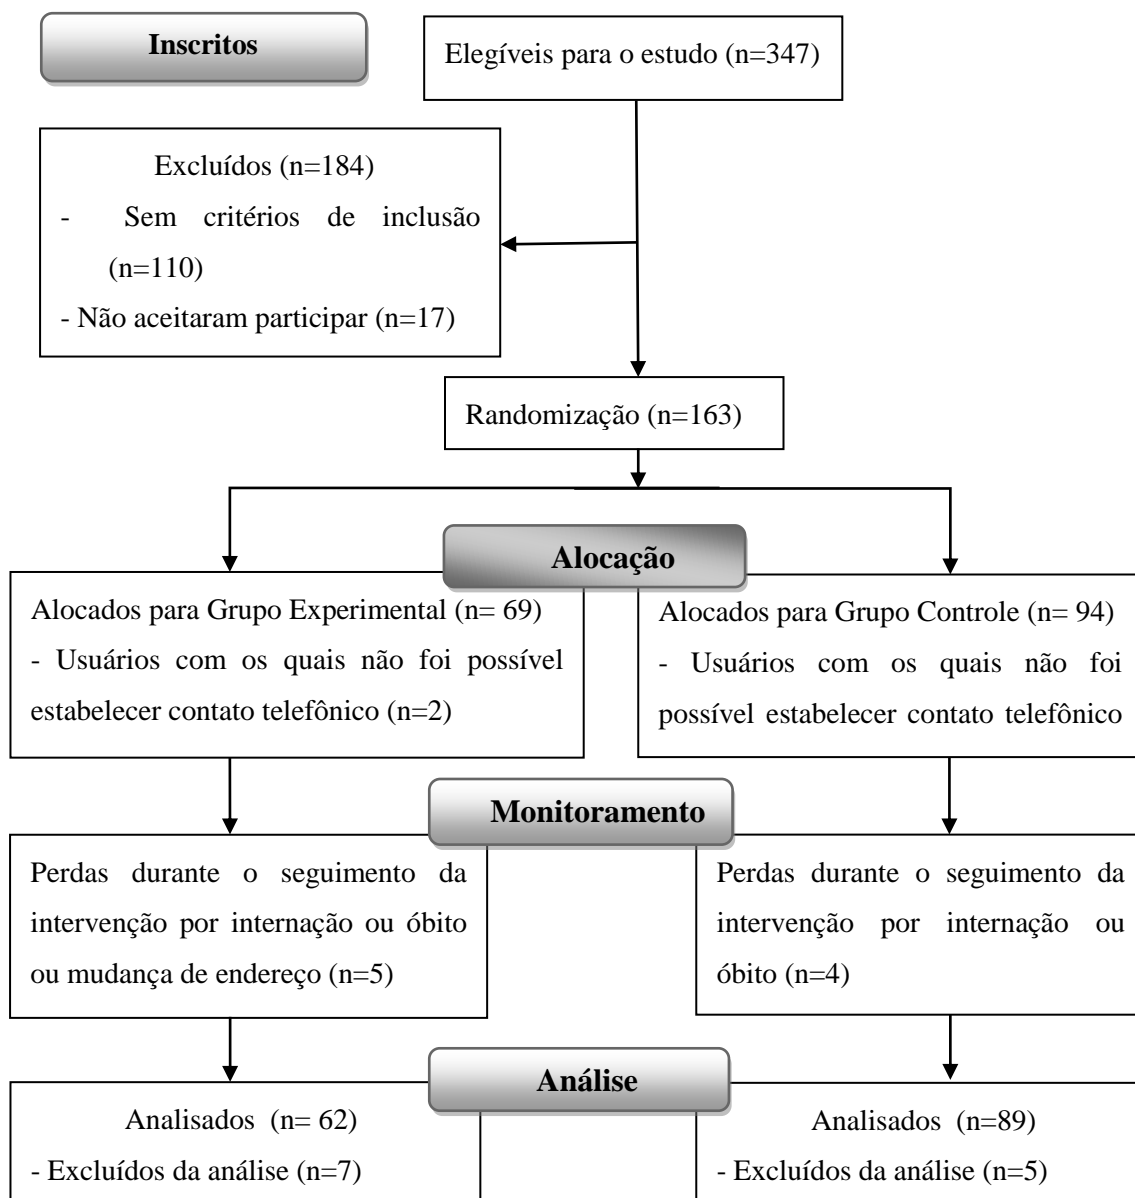 Inscritos
Elegíveis para o estudo (n=347)
Excluídos (n=184)
- Sem critérios de inclusão
(n=110)
- Não aceitaram participar (n=17)
Randomização (n=163)
Alocação
Alocados para Grupo Experimental (n= 69)
- Usuários com os quais não foi possível
estabelecer contato telefônico (n=2)
Alocados para Grupo Controle (n= 94)
- Usuários com os quais não foi
possível estabelecer contato telefônico
Monitoramento
Perdas durante o seguimento da
intervenção por internação ou óbito
ou mudança de endereço (n=5)
Perdas durante o seguimento da
intervenção por internação ou
óbito (n=4)
Análise
Analisados (n= 62)
- Excluídos da análise (n=7)
Analisados (n=89)
- Excluídos da análise (n=5)